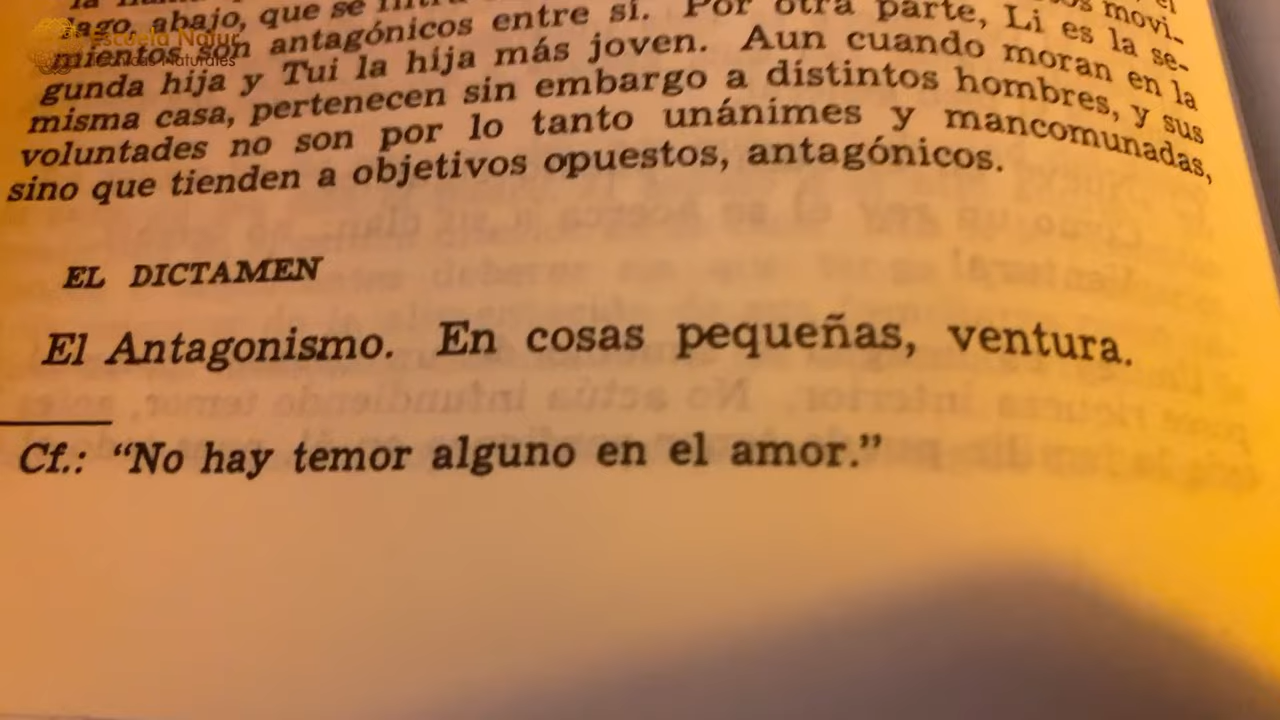 lago, abajo, que se
mientos son antagónicos entre sí. Por otra parte, Li es la se-
gunda hija y Tui la hija más joven. Aun cuando moran en la
misma casa, pertenecen sin embargo a distintos hombres, y sus
voluntades no son por lo tanto unánimes y mancomunadas,
sino que tienden a objetivos opuestos, antagónicos.
EL DICTAMEN
El Antagonismo. En cosas pequeñas, ventura.
Cf.: “No hay temor alguno en el amor.”
Escuela Natur